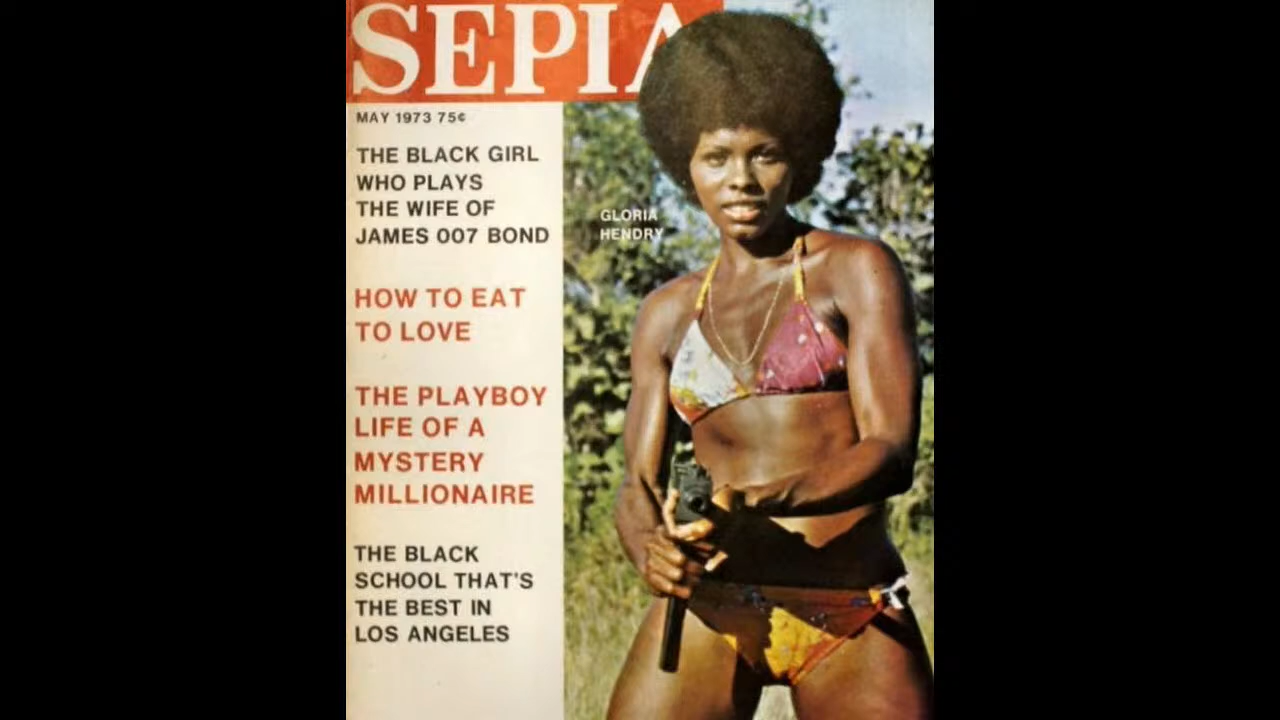 SEPIA
MAY 1973 75¢
THE BLACK GIRL
WHO PLAYS
THE WIFE OF
JAMES 007 BOND
GLORIA
HENDRY
HOW TO EAT
TO LOVE
THE PLAYBOY
LIFE OF A
MYSTERY
MILLIONAIRE
THE BLACK
SCHOOL THAT'S
THE BEST IN
LOS ANGELES